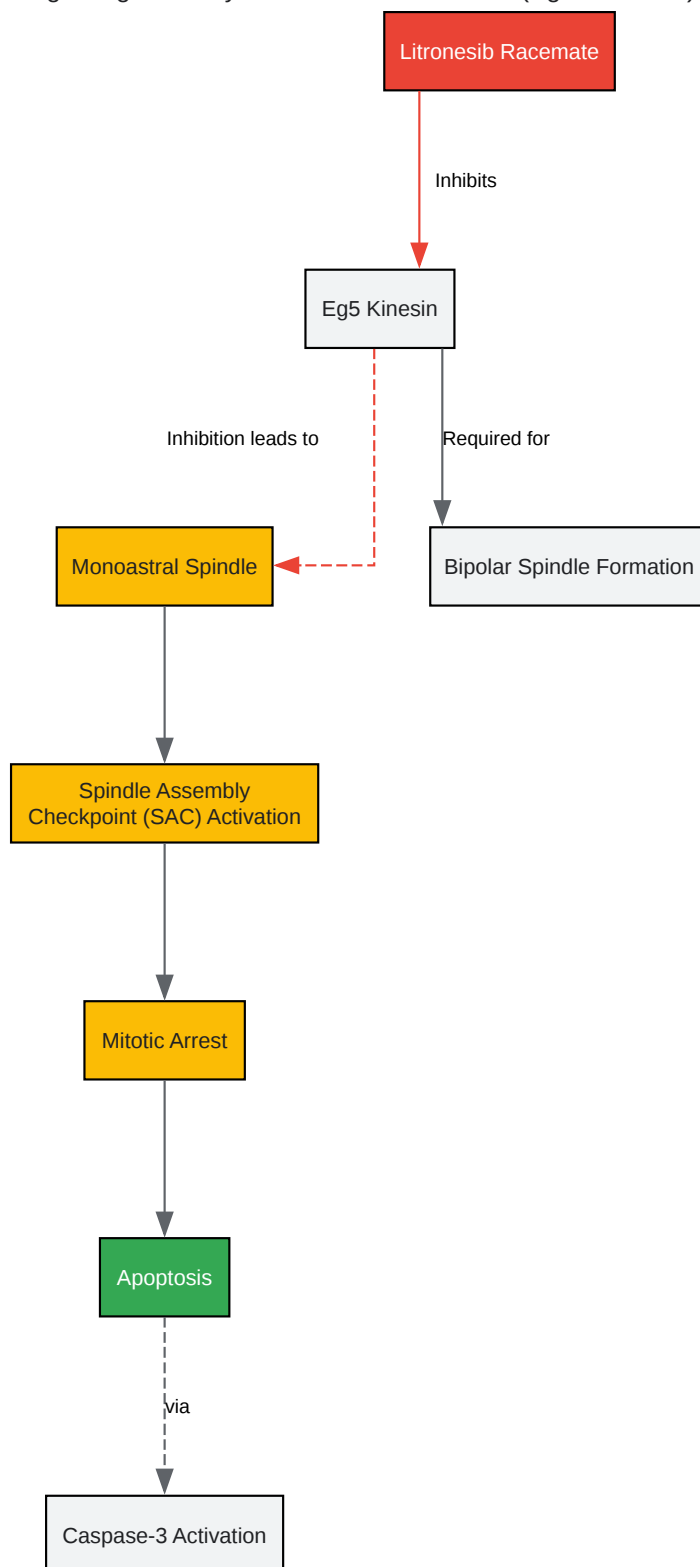 Litronesib Racemate
Inhibits
Eg5 Kinesin
Inhibition leads to
Required for
Monoastral Spindle
Bipolar Spindle Formation
Spindle Assembly
Checkpoint (SAC) Activation
Mitotic Arrest
Apoptosis
via
Caspase-3 Activation